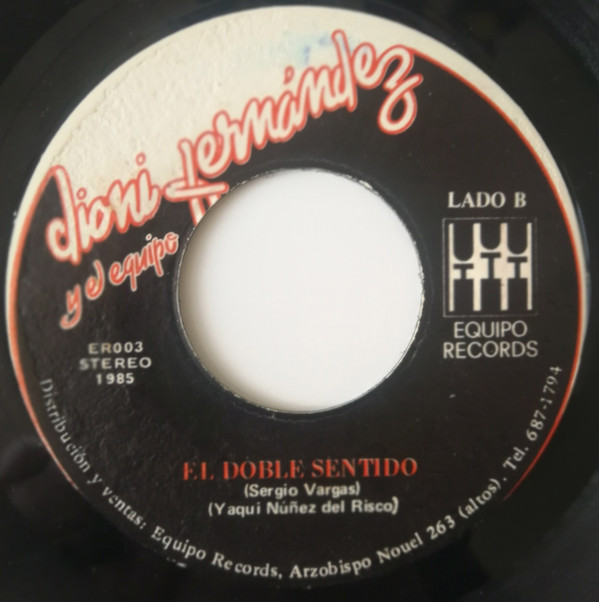 dioni fernández
y el equipo
LADO B
EQUIPO
RECORDS
ER003
STEREO
1985
EL DOBLE SENTIDO
(Sergio Vargas)
(Yaqui Núñez del Risco)
Distribución y ventas: Equipo Records, Arzobispo Nouel 263 (altos). Tel. 687-1794